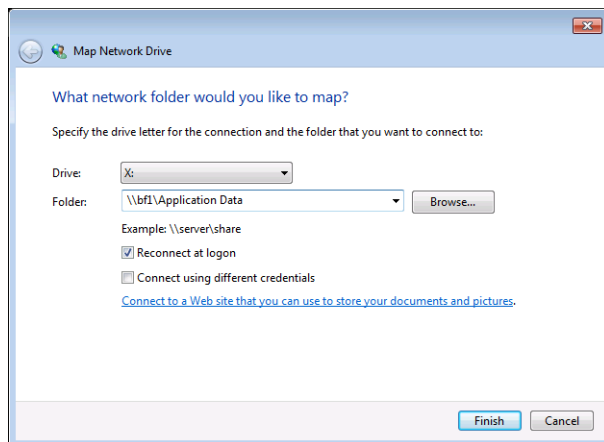 Map Network Drive
What network folder would you like to map?
Specify the drive letter for the connection and the folder that you want to connect to:
Drive: X:
Folder: \\bf1\Application Data Browse...
Example: \\server\share
Reconnect at logon
Connect using different credentials
Connect to a Web site that you can use to store your documents and pictures.
Finish Cancel